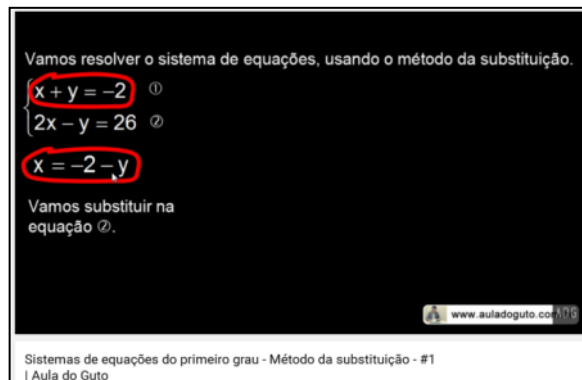 Vamos resolver o sistema de equações, usando o método da substituição.
x + y = −2 ①
2x − y = 26 ②
x = −2 − y
Vamos substituir na
equação ②.
www.auladoguto.com
Sistemas de equações do primeiro grau - Método da substituição - #1
| Aula do Guto